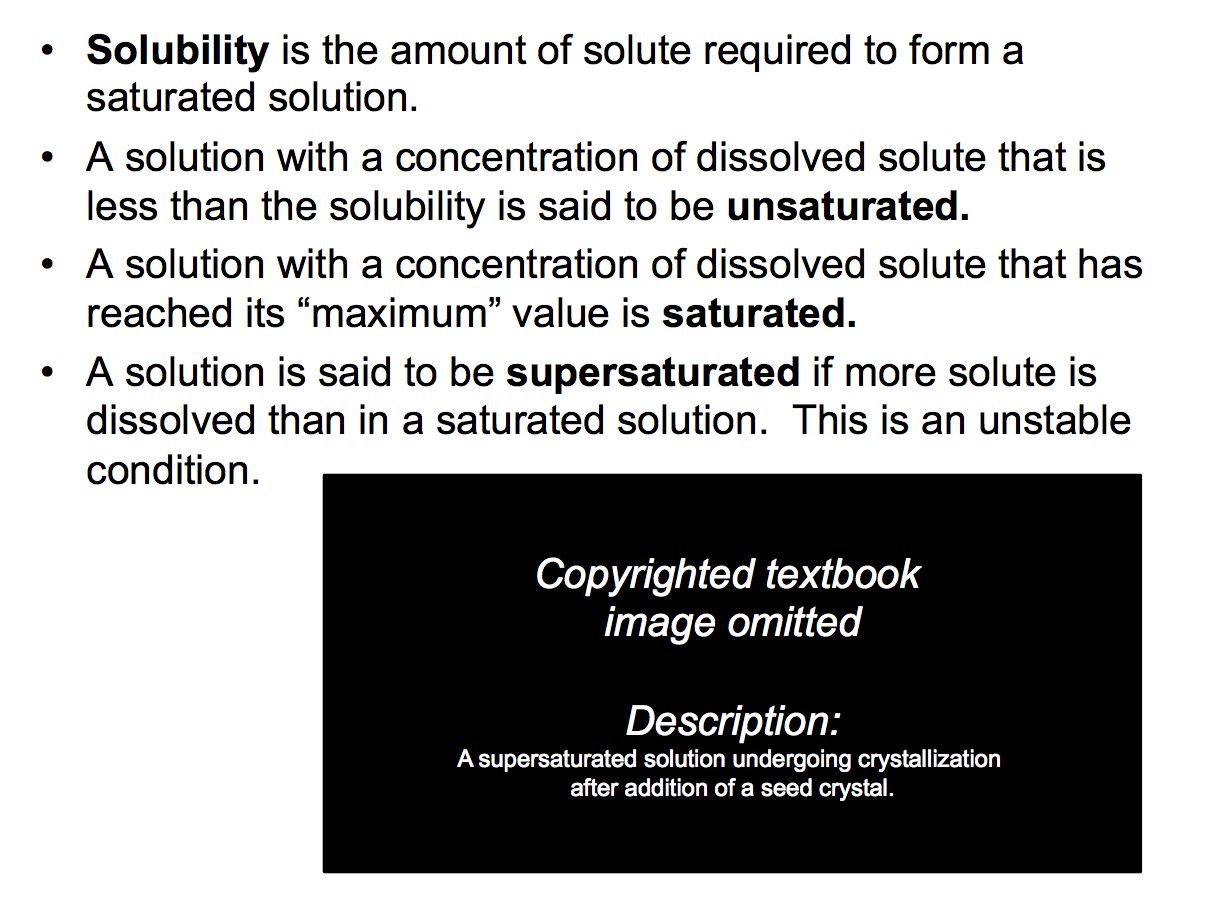 • Solubility is the amount of solute required to form a
saturated solution.
• A solution with a concentration of dissolved solute that is
less than the solubility is said to be unsaturated.
• A solution with a concentration of dissolved solute that has
reached its “maximum” value is saturated.
• A solution is said to be supersaturated if more solute is
dissolved than in a saturated solution.  This is an unstable
condition.
Copyrighted textbook
image omitted
Description:
A supersaturated solution undergoing crystallization
after addition of a seed crystal.